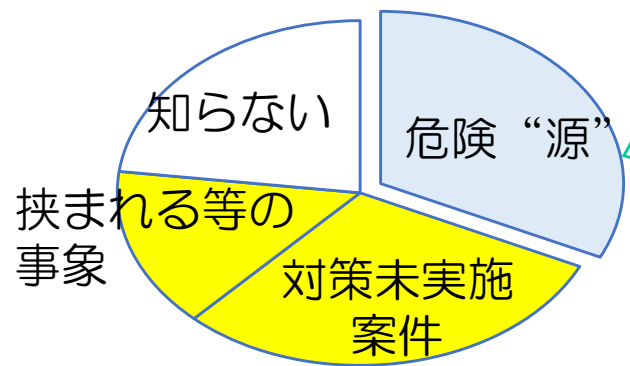 知らない
危険“源”
挟まれる等の
事象
対策未実施
案件